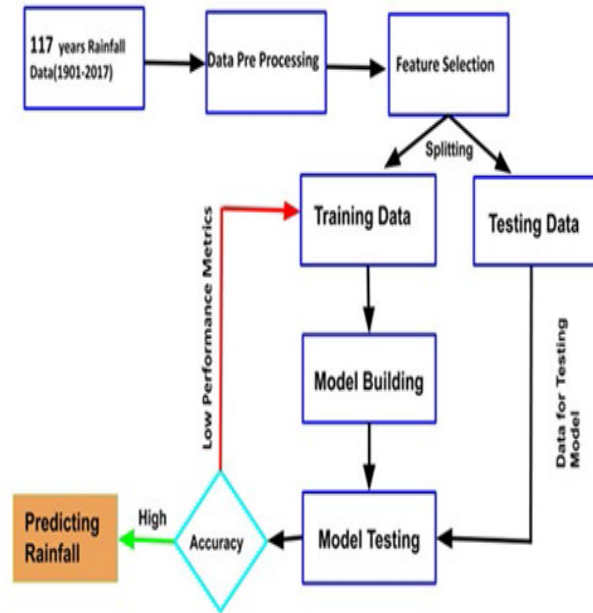 117 years Rainfall
Data(1901-2017)
Data Pre Processing
Feature Selection
Splitting
Training Data
Testing Data
Low Performance Metrics
Model Building
Data for Testing
Model
Predicting
Rainfall
High
Accuracy
Model Testing